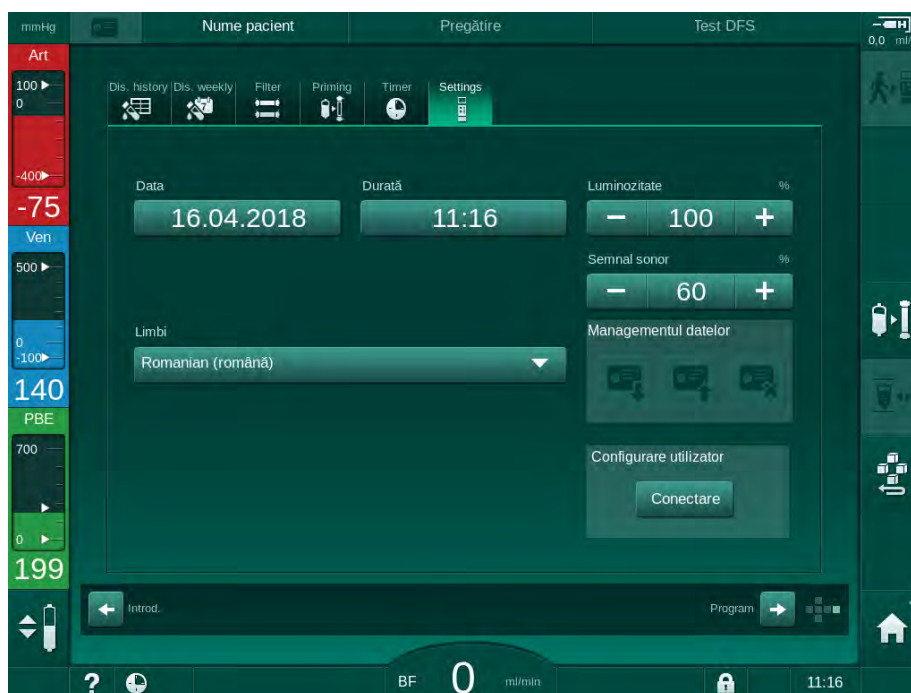 mmHg
Nume pacient
Pregătire
Test DFS
0,0 ml/
Art
100
0
-400
-75
Ven
500
0
-100
140
PBE
700
0
199
Dis. history
Dis. weekly
Filter
Priming
Timer
Settings
7
Data
Durată
Luminozitate
%
16.04.2018
11:16
− 100 +
Semnal sonor
%
− 60 +
Limbi
Managementul datelor
Romanian (română)
Configurare utilizator
Conectare
Introd.
Program
?
BF 0 ml/min
11:16